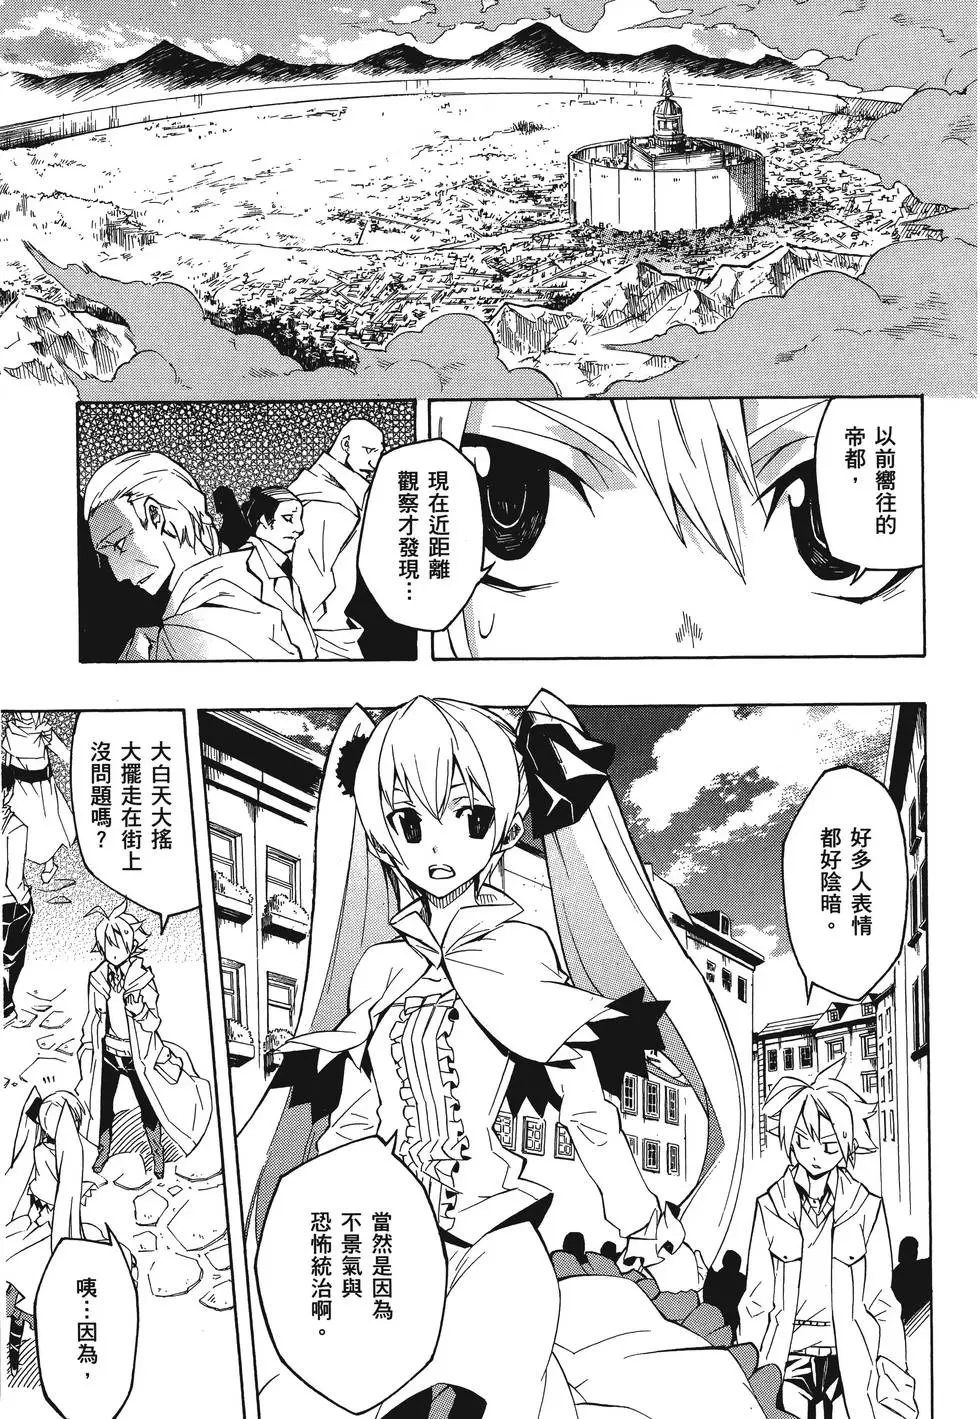 以前嚮往的
帝都，
現在近距離
觀察才發現…
好多人表情
都好陰暗。
當然是因為
不景氣與
恐怖統治啊。
大白天大搖
大擺走在街上
沒問題嗎？
咦…因為，